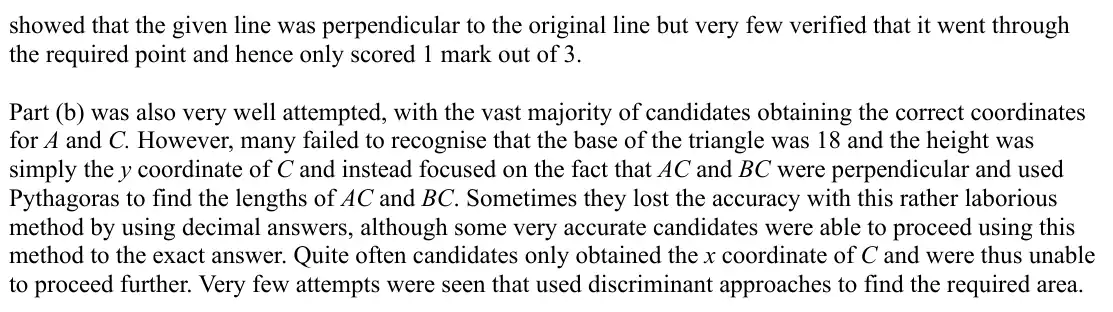 showed that the given line was perpendicular to the original line but very few verified that it went through
the required point and hence only scored 1 mark out of 3.
Part (b) was also very well attempted, with the vast majority of candidates obtaining the correct coordinates
for A and C. However, many failed to recognise that the base of the triangle was 18 and the height was
simply the y coordinate of C and instead focused on the fact that AC and BC were perpendicular and used
Pythagoras to find the lengths of AC and BC. Sometimes they lost the accuracy with this rather laborious
method by using decimal answers, although some very accurate candidates were able to proceed using this
method to the exact answer. Quite often candidates only obtained the x coordinate of C and were thus unable
to proceed further. Very few attempts were seen that used discriminant approaches to find the required area.